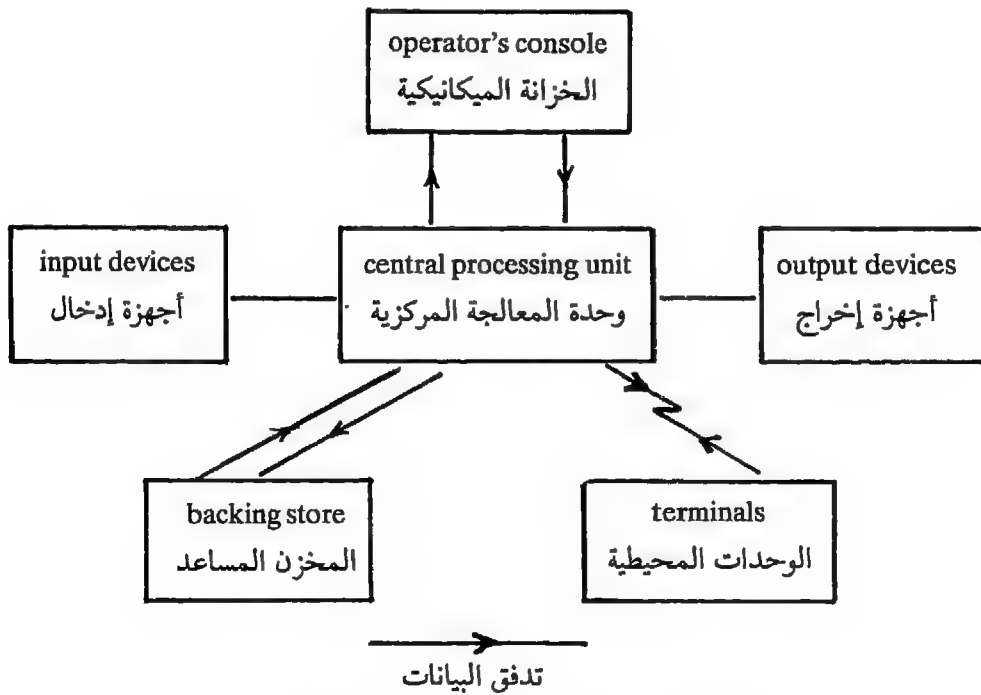 operator's console
الخزانة الميكانيكية
input devices
أجهزة إدخال
central processing unit
وحدة المعالجة المركزية
output devices
أجهزة إخراج
backing store
المخزن المساعد
terminals
الوحدات المحيطية
تدفق البيانات